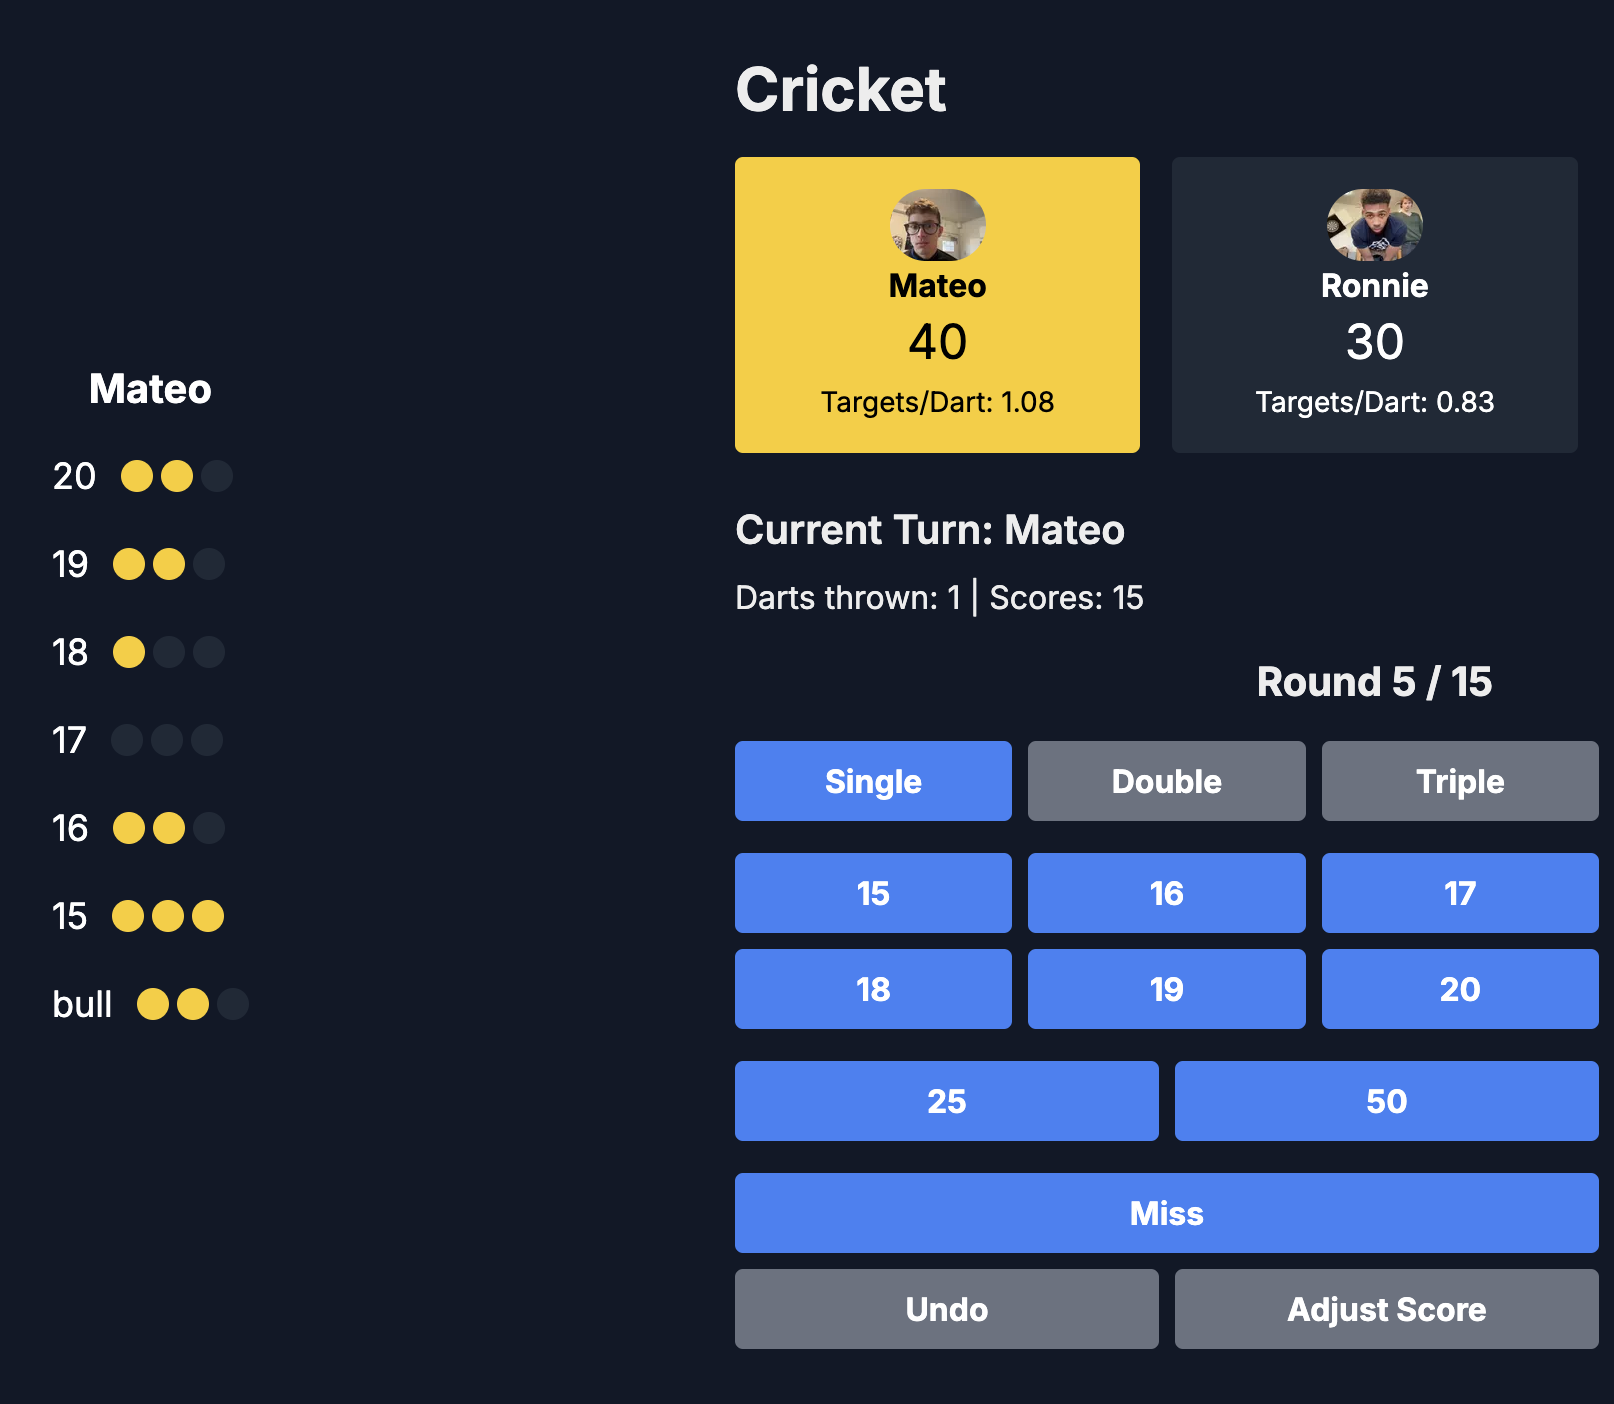 Cricket
Mateo
40
Targets/Dart: 1.08
Ronnie
30
Targets/Dart: 0.83
Mateo
20
19
18
17
16
15
bull
Current Turn: Mateo
Darts thrown: 1 | Scores: 15
Round 5 / 15
Single Double Triple
15 16 17
18 19 20
25 50
Miss
Undo Adjust Score